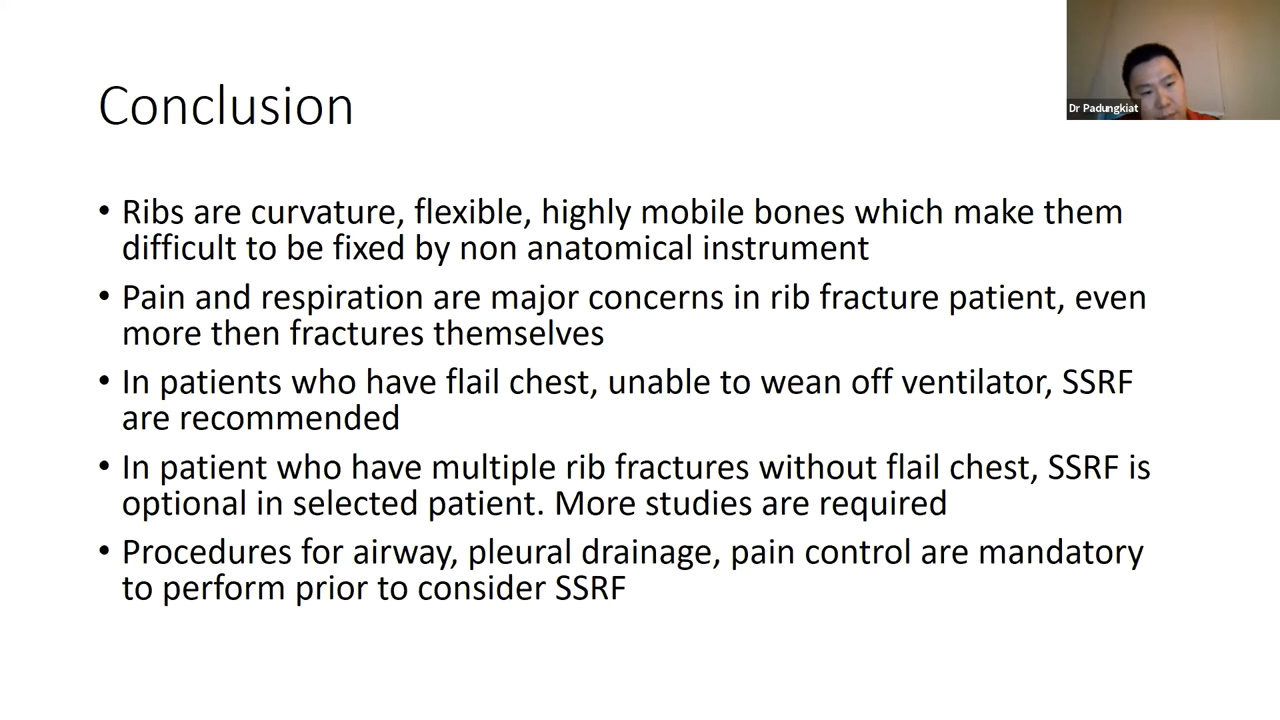 Conclusion
Dr Padungkiat
• Ribs are curvature, flexible, highly mobile bones which make them
difficult to be fixed by non anatomical instrument
• Pain and respiration are major concerns in rib fracture patient, even
more then fractures themselves
• In patients who have flail chest, unable to wean off ventilator, SSRF
are recommended
• In patient who have multiple rib fractures without flail chest, SSRF is
optional in selected patient. More studies are required
• Procedures for airway, pleural drainage, pain control are mandatory
to perform prior to consider SSRF